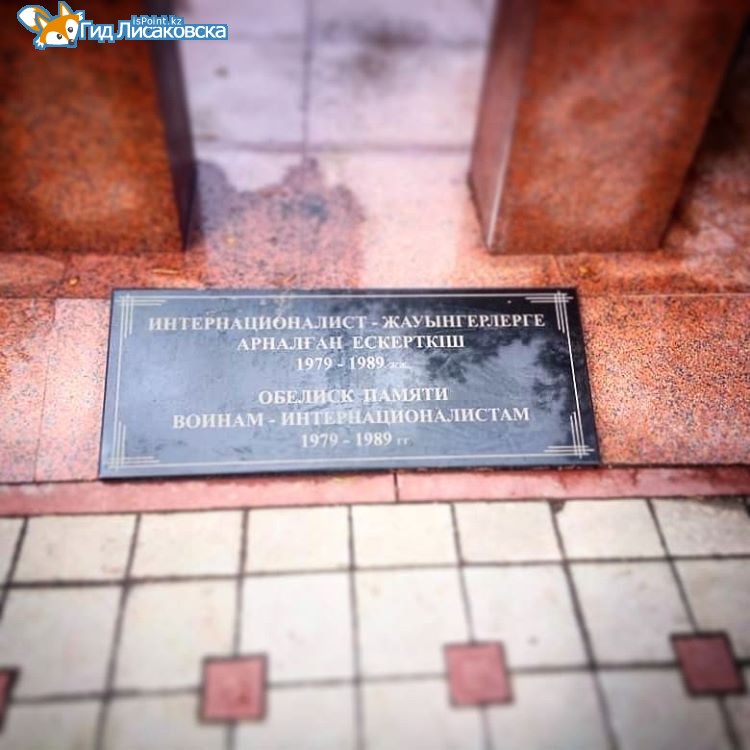 IsPoint.kz
Гид Лисаковска
ИНТЕРНАЦИОНАЛИСТ - ЖАУЫНГЕРЛЕРГЕ
АРНАЛҒАН ЕСКЕРТКІШ
1979 - 1989 жж.
ОБЕЛИСК ПАМЯТИ
ВОИНАМ - ИНТЕРНАЦИОНАЛИСТАМ
1979 - 1989 гг.